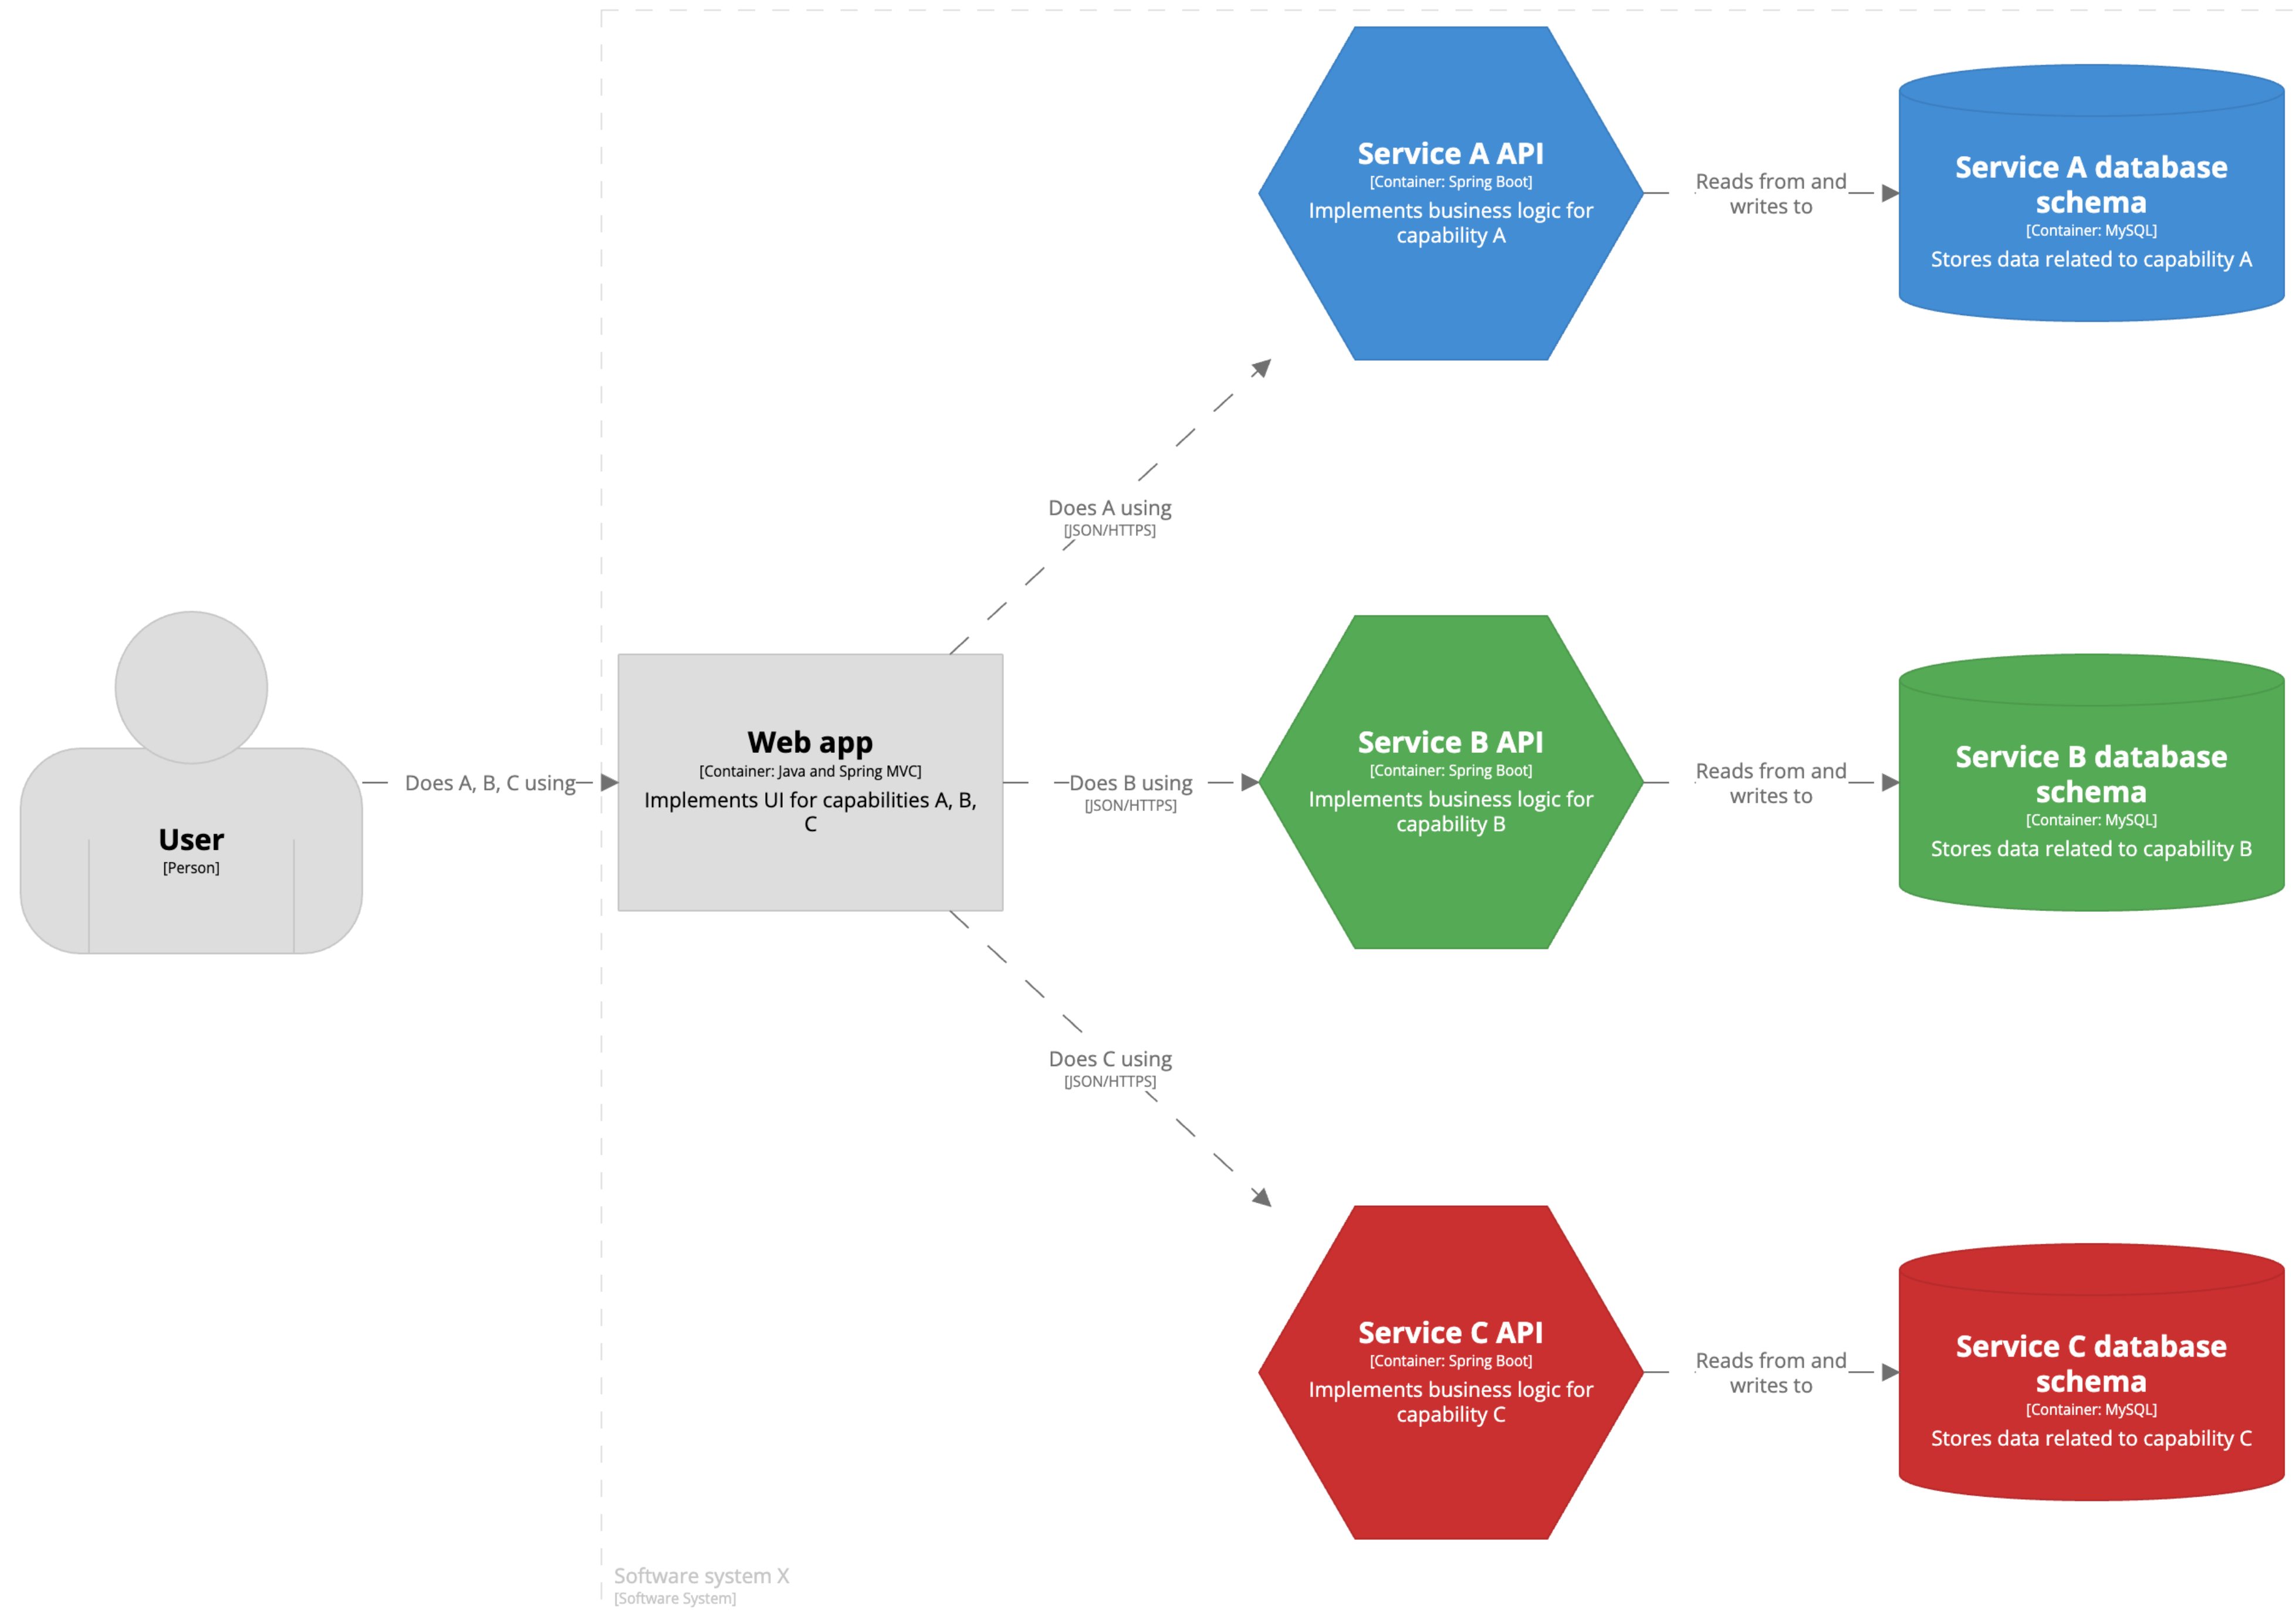 Service A API
[Container: Spring Boot]
Implements business logic for
capability A
Reads from and
writes to
Service A database
schema
[Container: MySQL]
Stores data related to capability A
Does A using
[JSON/HTTPS]
User
[Person]
Does A, B, C using
Web app
[Container: Java and Spring MVC]
Implements UI for capabilities A, B,
C
Does B using
[JSON/HTTPS]
Service B API
[Container: Spring Boot]
Implements business logic for
capability B
Reads from and
writes to
Service B database
schema
[Container: MySQL]
Stores data related to capability B
Does C using
[JSON/HTTPS]
Service C API
[Container: Spring Boot]
Implements business logic for
capability C
Reads from and
writes to
Service C database
schema
[Container: MySQL]
Stores data related to capability C
Software system X
[Software System]